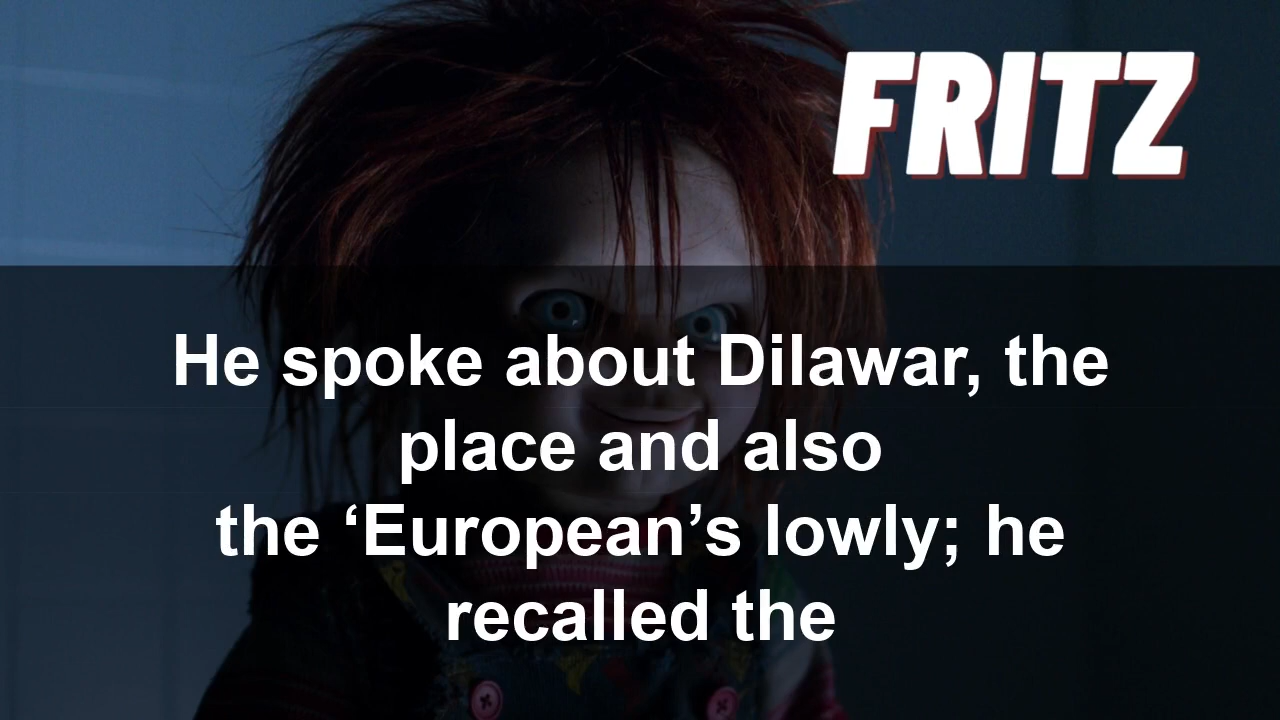 FRITZ
He spoke about Dilawar, the
place and also
the ‘European’s lowly; he
recalled the